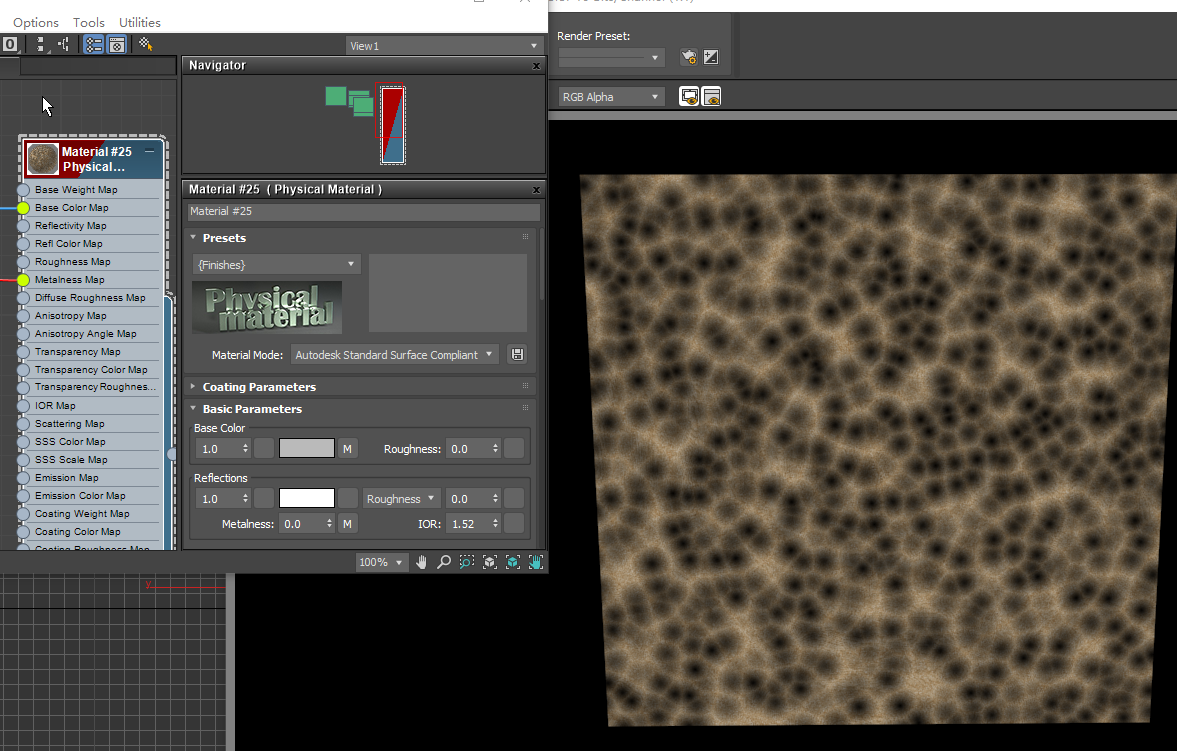 Options Tools Utilities
View1
Navigator
Material #25
Physical...
Base Weight Map
Base Color Map
Reflectivity Map
Refl Color Map
Roughness Map
Metalness Map
Diffuse Roughness Map
Anisotropy Map
Anisotropy Angle Map
Transparency Map
Transparency Color Map
Transparency Roughnes...
IOR Map
Scattering Map
SSS Color Map
SSS Scale Map
Emission Map
Emission Color Map
Coating Weight Map
Coating Color Map
Coating Roughness Map
Material #25 ( Physical Material )
Material #25
Presets
{Finishes}
Physical
material
Material Mode: Autodesk Standard Surface Compliant
Coating Parameters
Basic Parameters
Base Color
1.0 M Roughness: 0.0
Reflections
1.0 Roughness 0.0
Metalness: 0.0 M IOR: 1.52
100%
y
Render Preset:
RGB Alpha